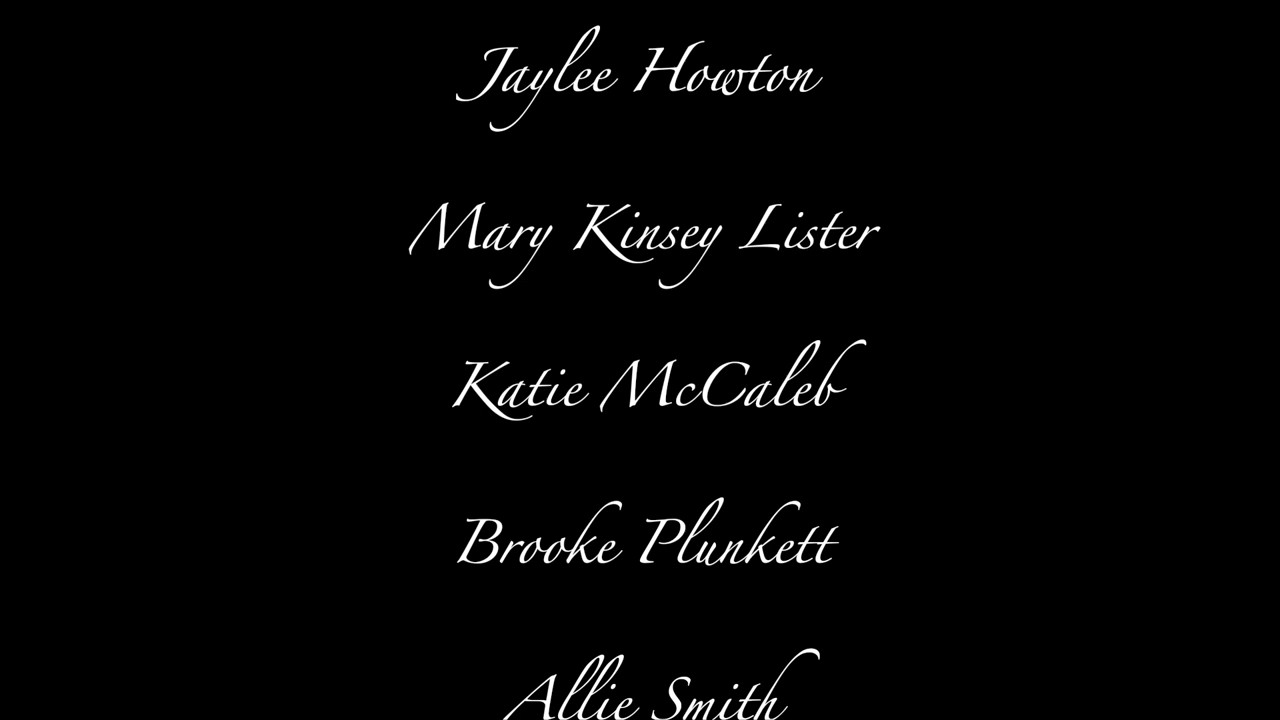 Jaylee Howton
Mary Kinsey Lister
Katie McCaleb
Brooke Plunkett
Allie Smith